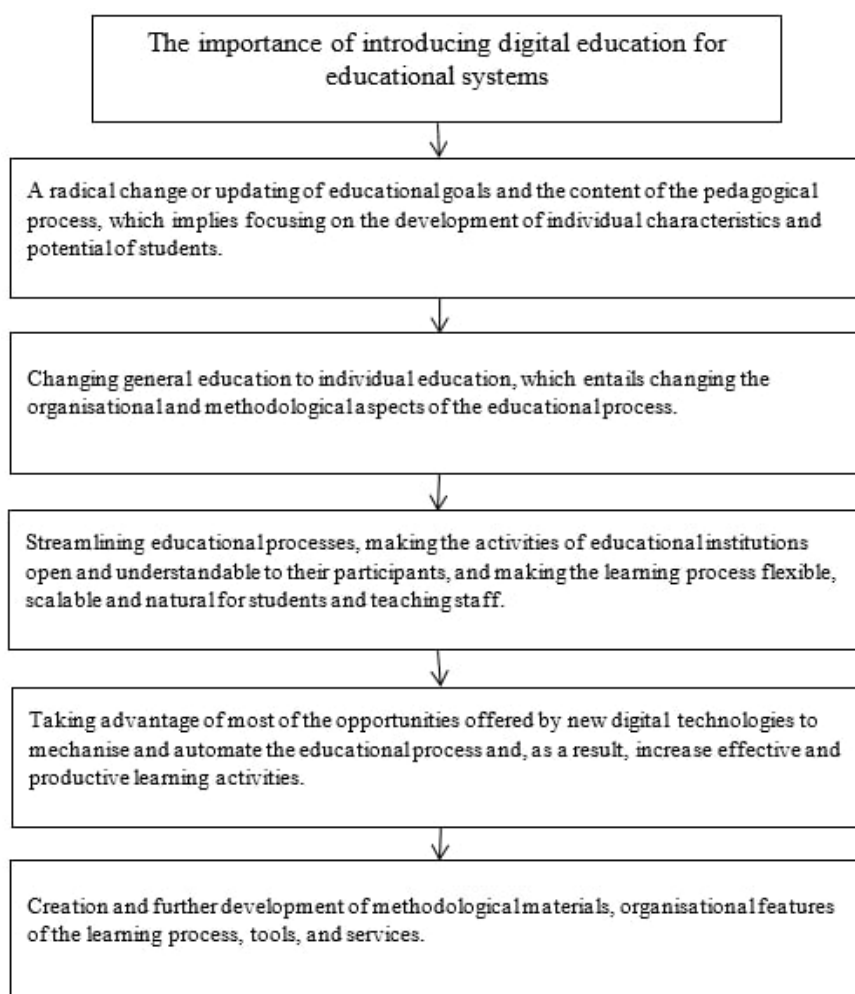 The importance of introducing digital education for
educational systems
A radical change or updating of educational goals and the content of the pedagogical
process, which implies focusing on the development of individual characteristics and
potential of students.
Changing general education to individual education, which entails changing the
organisational and methodological aspects of the educational process.
Streamlining educational processes, making the activities of educational institutions
open and understandable to their participants, and making the learning process flexible,
scalable and natural for students and teaching staff.
Taking advantage of most of the opportunities offered by new digital technologies to
mechanise and automate the educational process and, as a result, increase effective and
productive learning activities.
Creation and further development of methodological materials, organisational features
of the learning process, tools, and services.